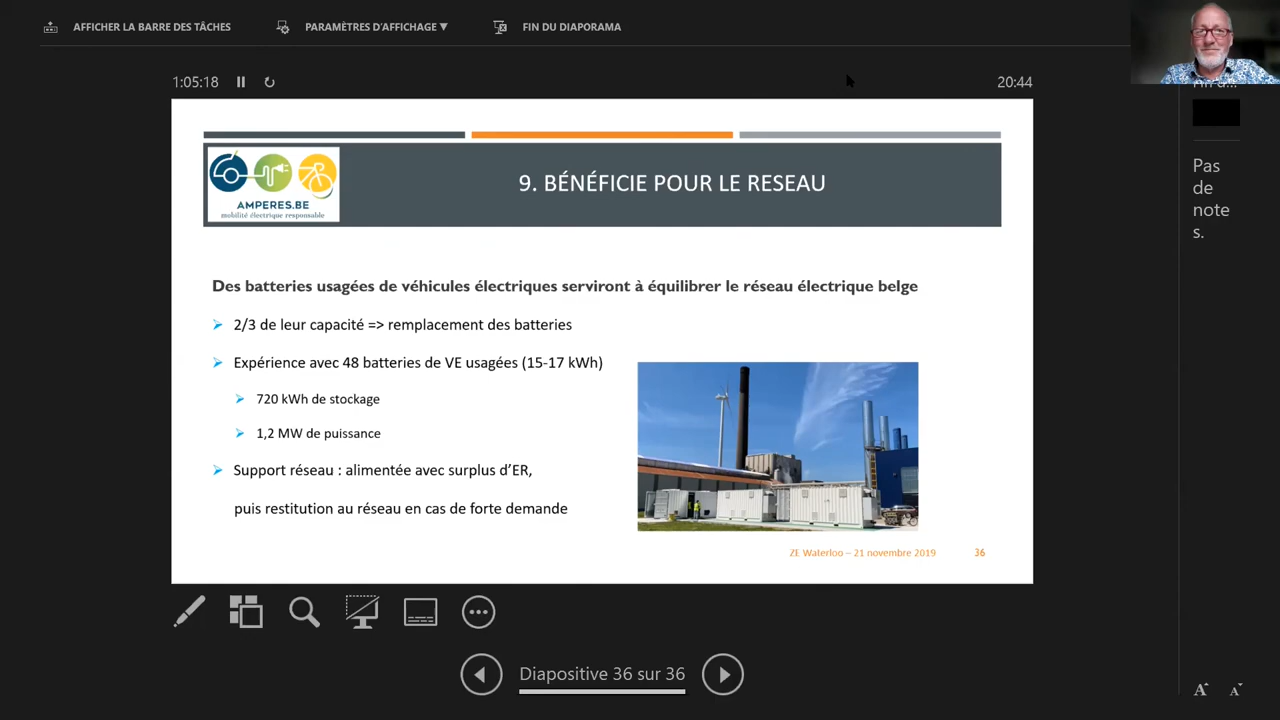 AFFICHER LA BARRE DES TÂCHES
PARAMÈTRES D'AFFICHAGE ▼
FIN DU DIAPORAMA
1:05:18
20:44
AMPERES.BE
mobilité électrique responsable
9. BÉNÉFICIE POUR LE RESEAU
Des batteries usagées de véhicules électriques serviront à équilibrer le réseau électrique belge
2/3 de leur capacité => remplacement des batteries
Expérience avec 48 batteries de VE usagées (15-17 kWh)
720 kWh de stockage
1,2 MW de puissance
Support réseau : alimentée avec surplus d'ER,
puis restitution au réseau en cas de forte demande
ZE Waterloo – 21 novembre 2019
36
Pas
de
note
s.
Diapositive 36 sur 36
A
A